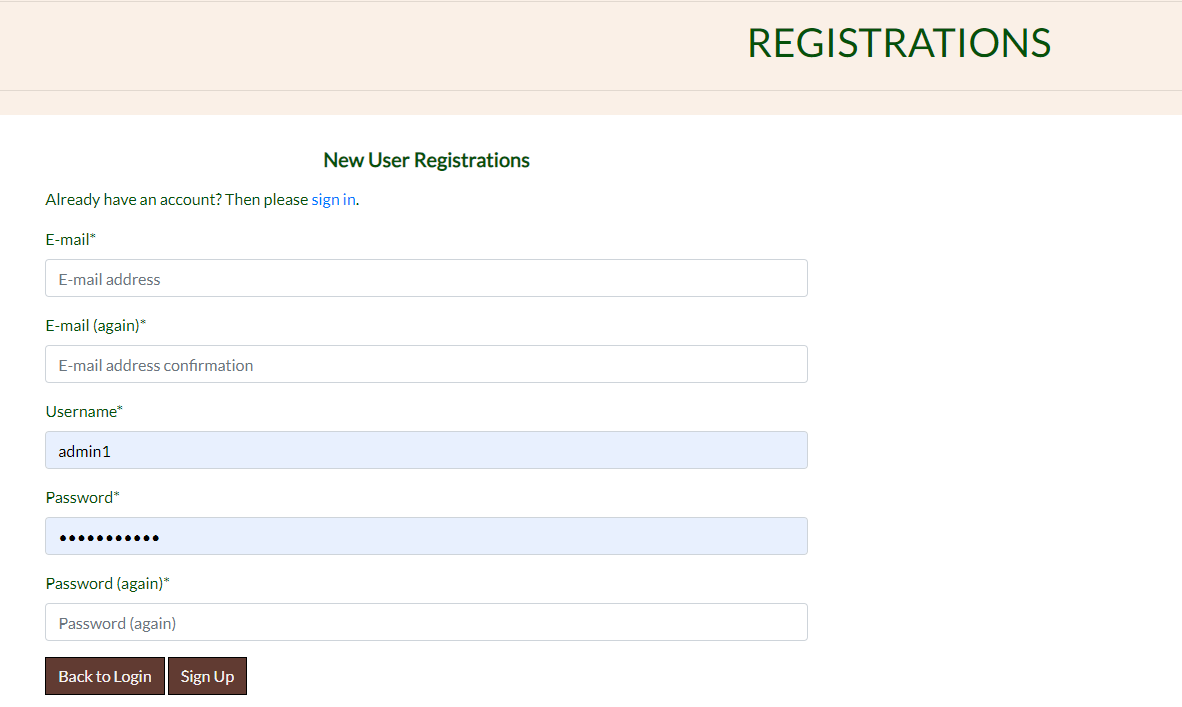 REGISTRATIONS
New User Registrations
Already have an account? Then please sign in.
E-mail*
E-mail address
E-mail (again)*
E-mail address confirmation
Username*
admin1
Password*
•••••••••••
Password (again)*
Password (again)
Back to Login Sign Up